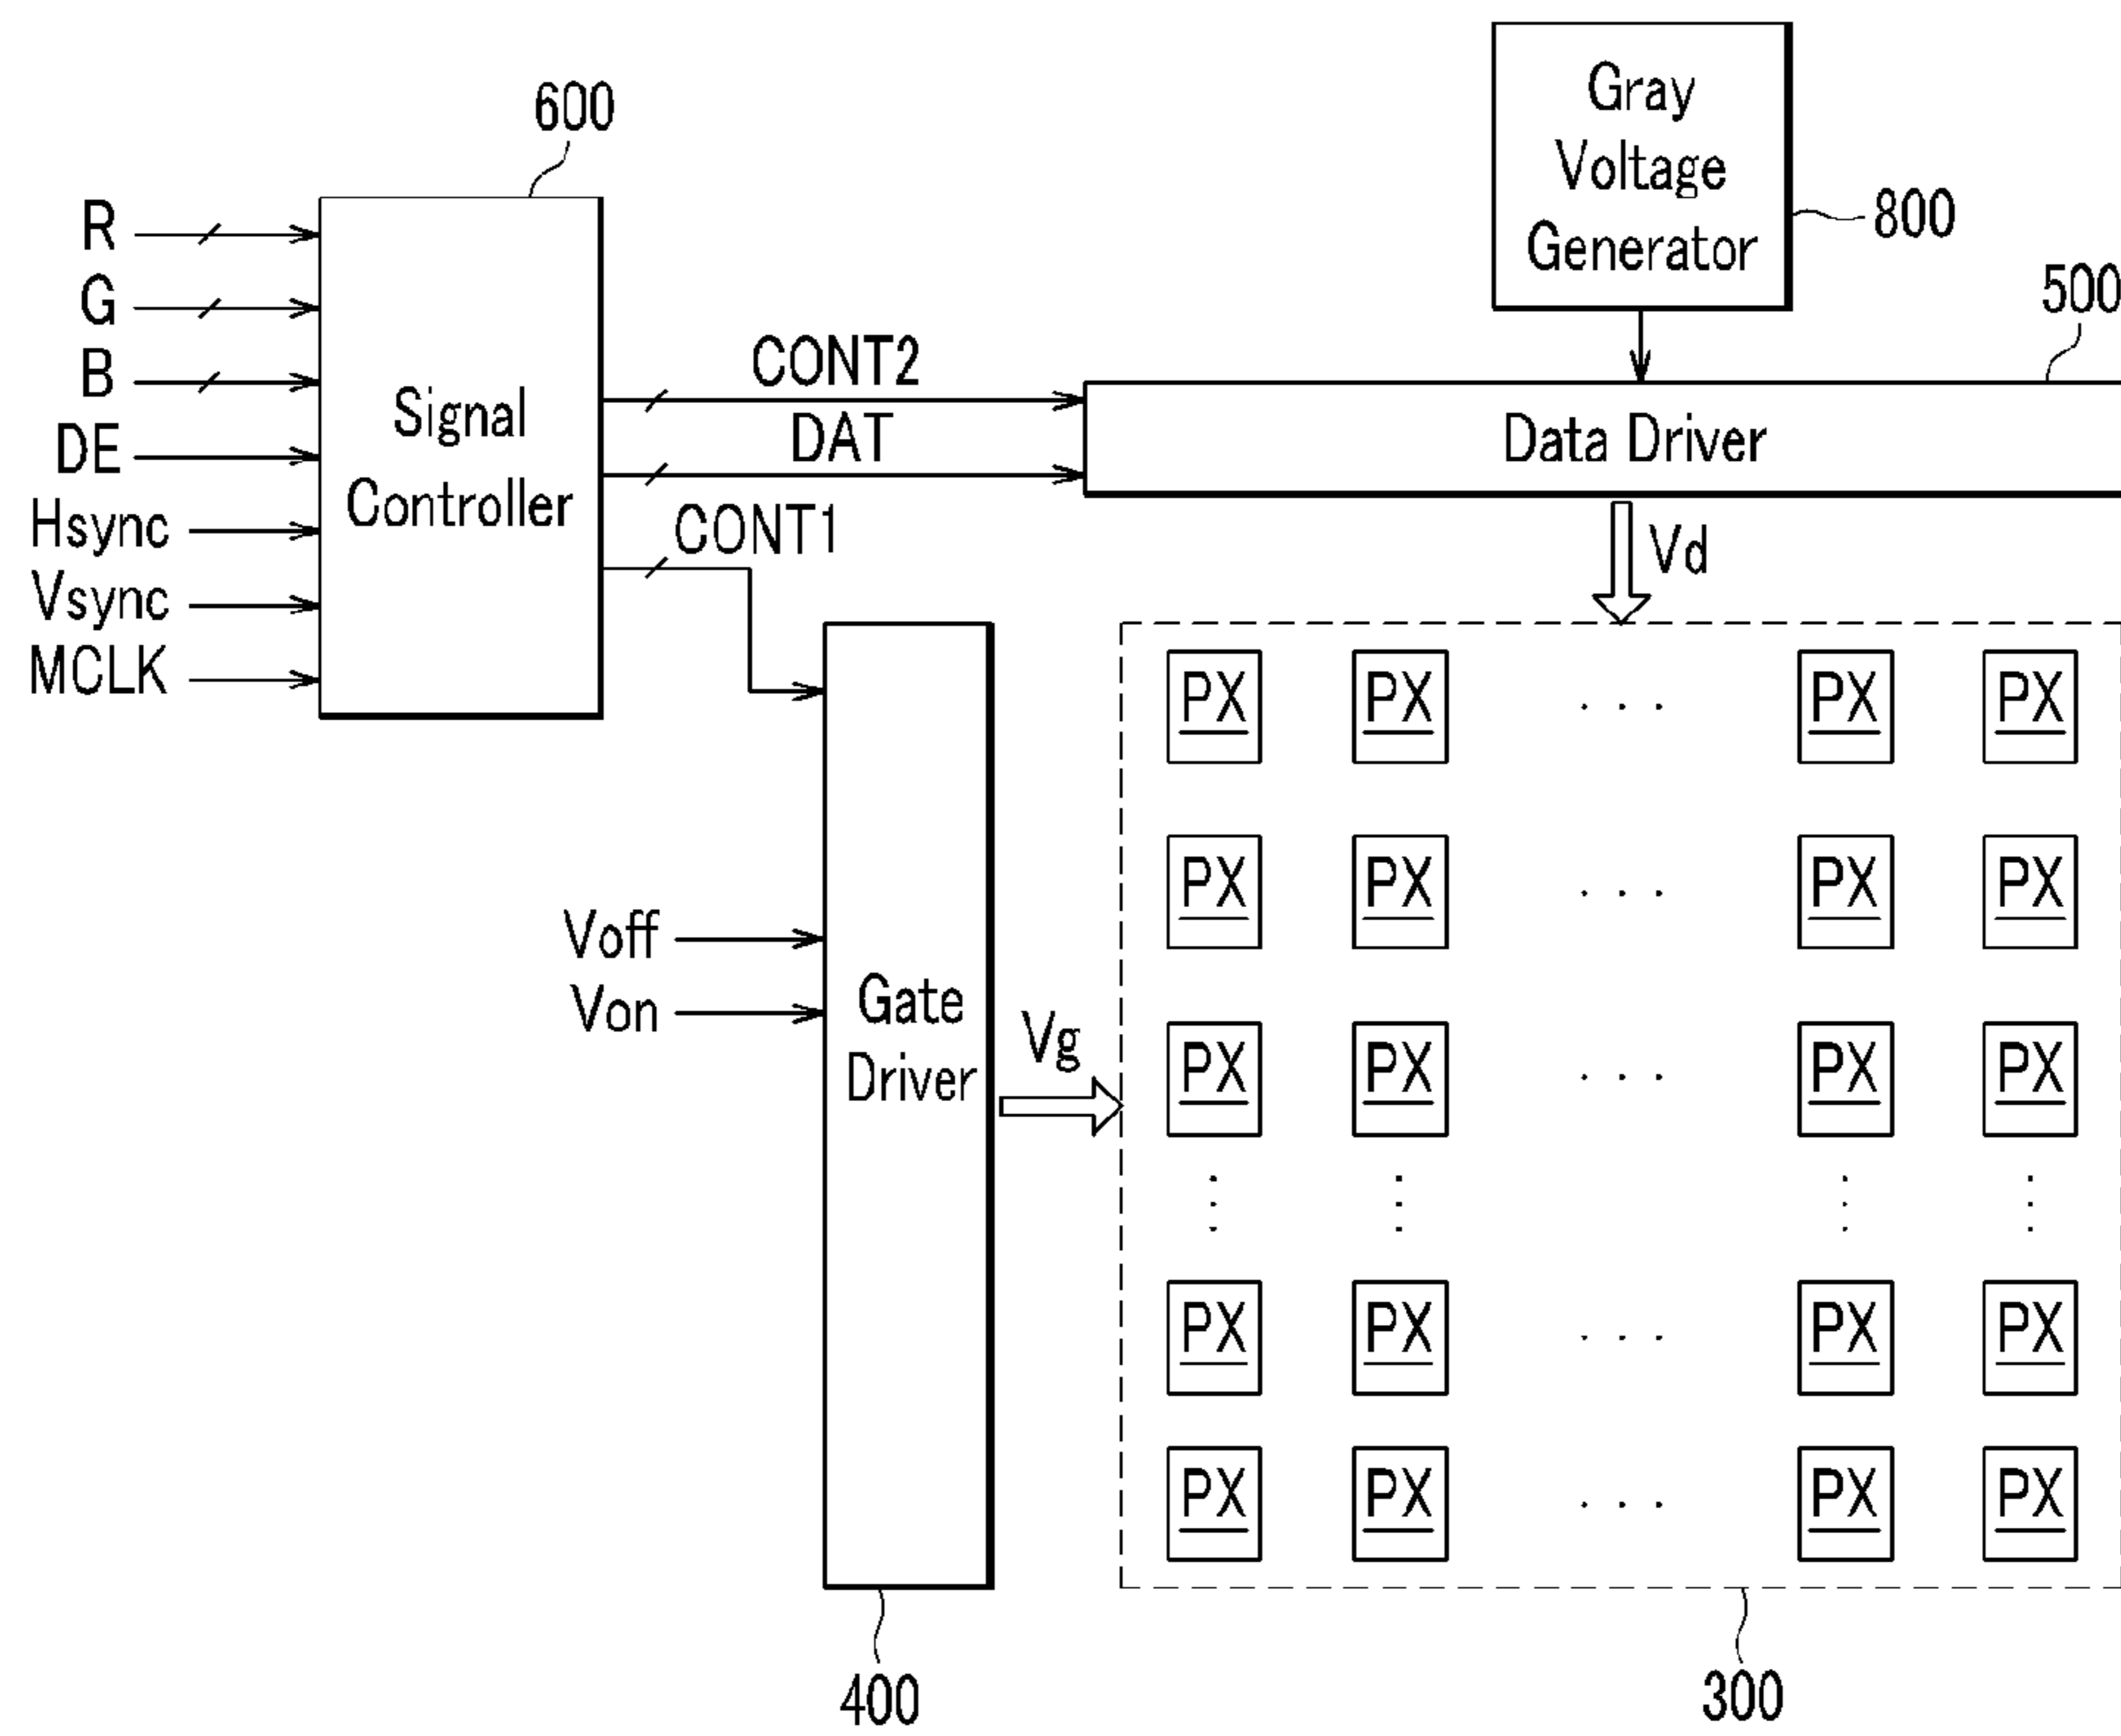 Gray
Voltage
Generator
800
600
500
R
G
B
DE
Hsync
Vsync
MCLK
Signal
Controller
CONT2
DAT
CONT1
Data Driver
Vd
Voff
Von
Gate
Driver
Vg
PX PX . . . PX PX
PX PX . . . PX PX
PX PX . . . PX PX
PX PX . . . PX PX
PX PX . . . PX PX
400
300